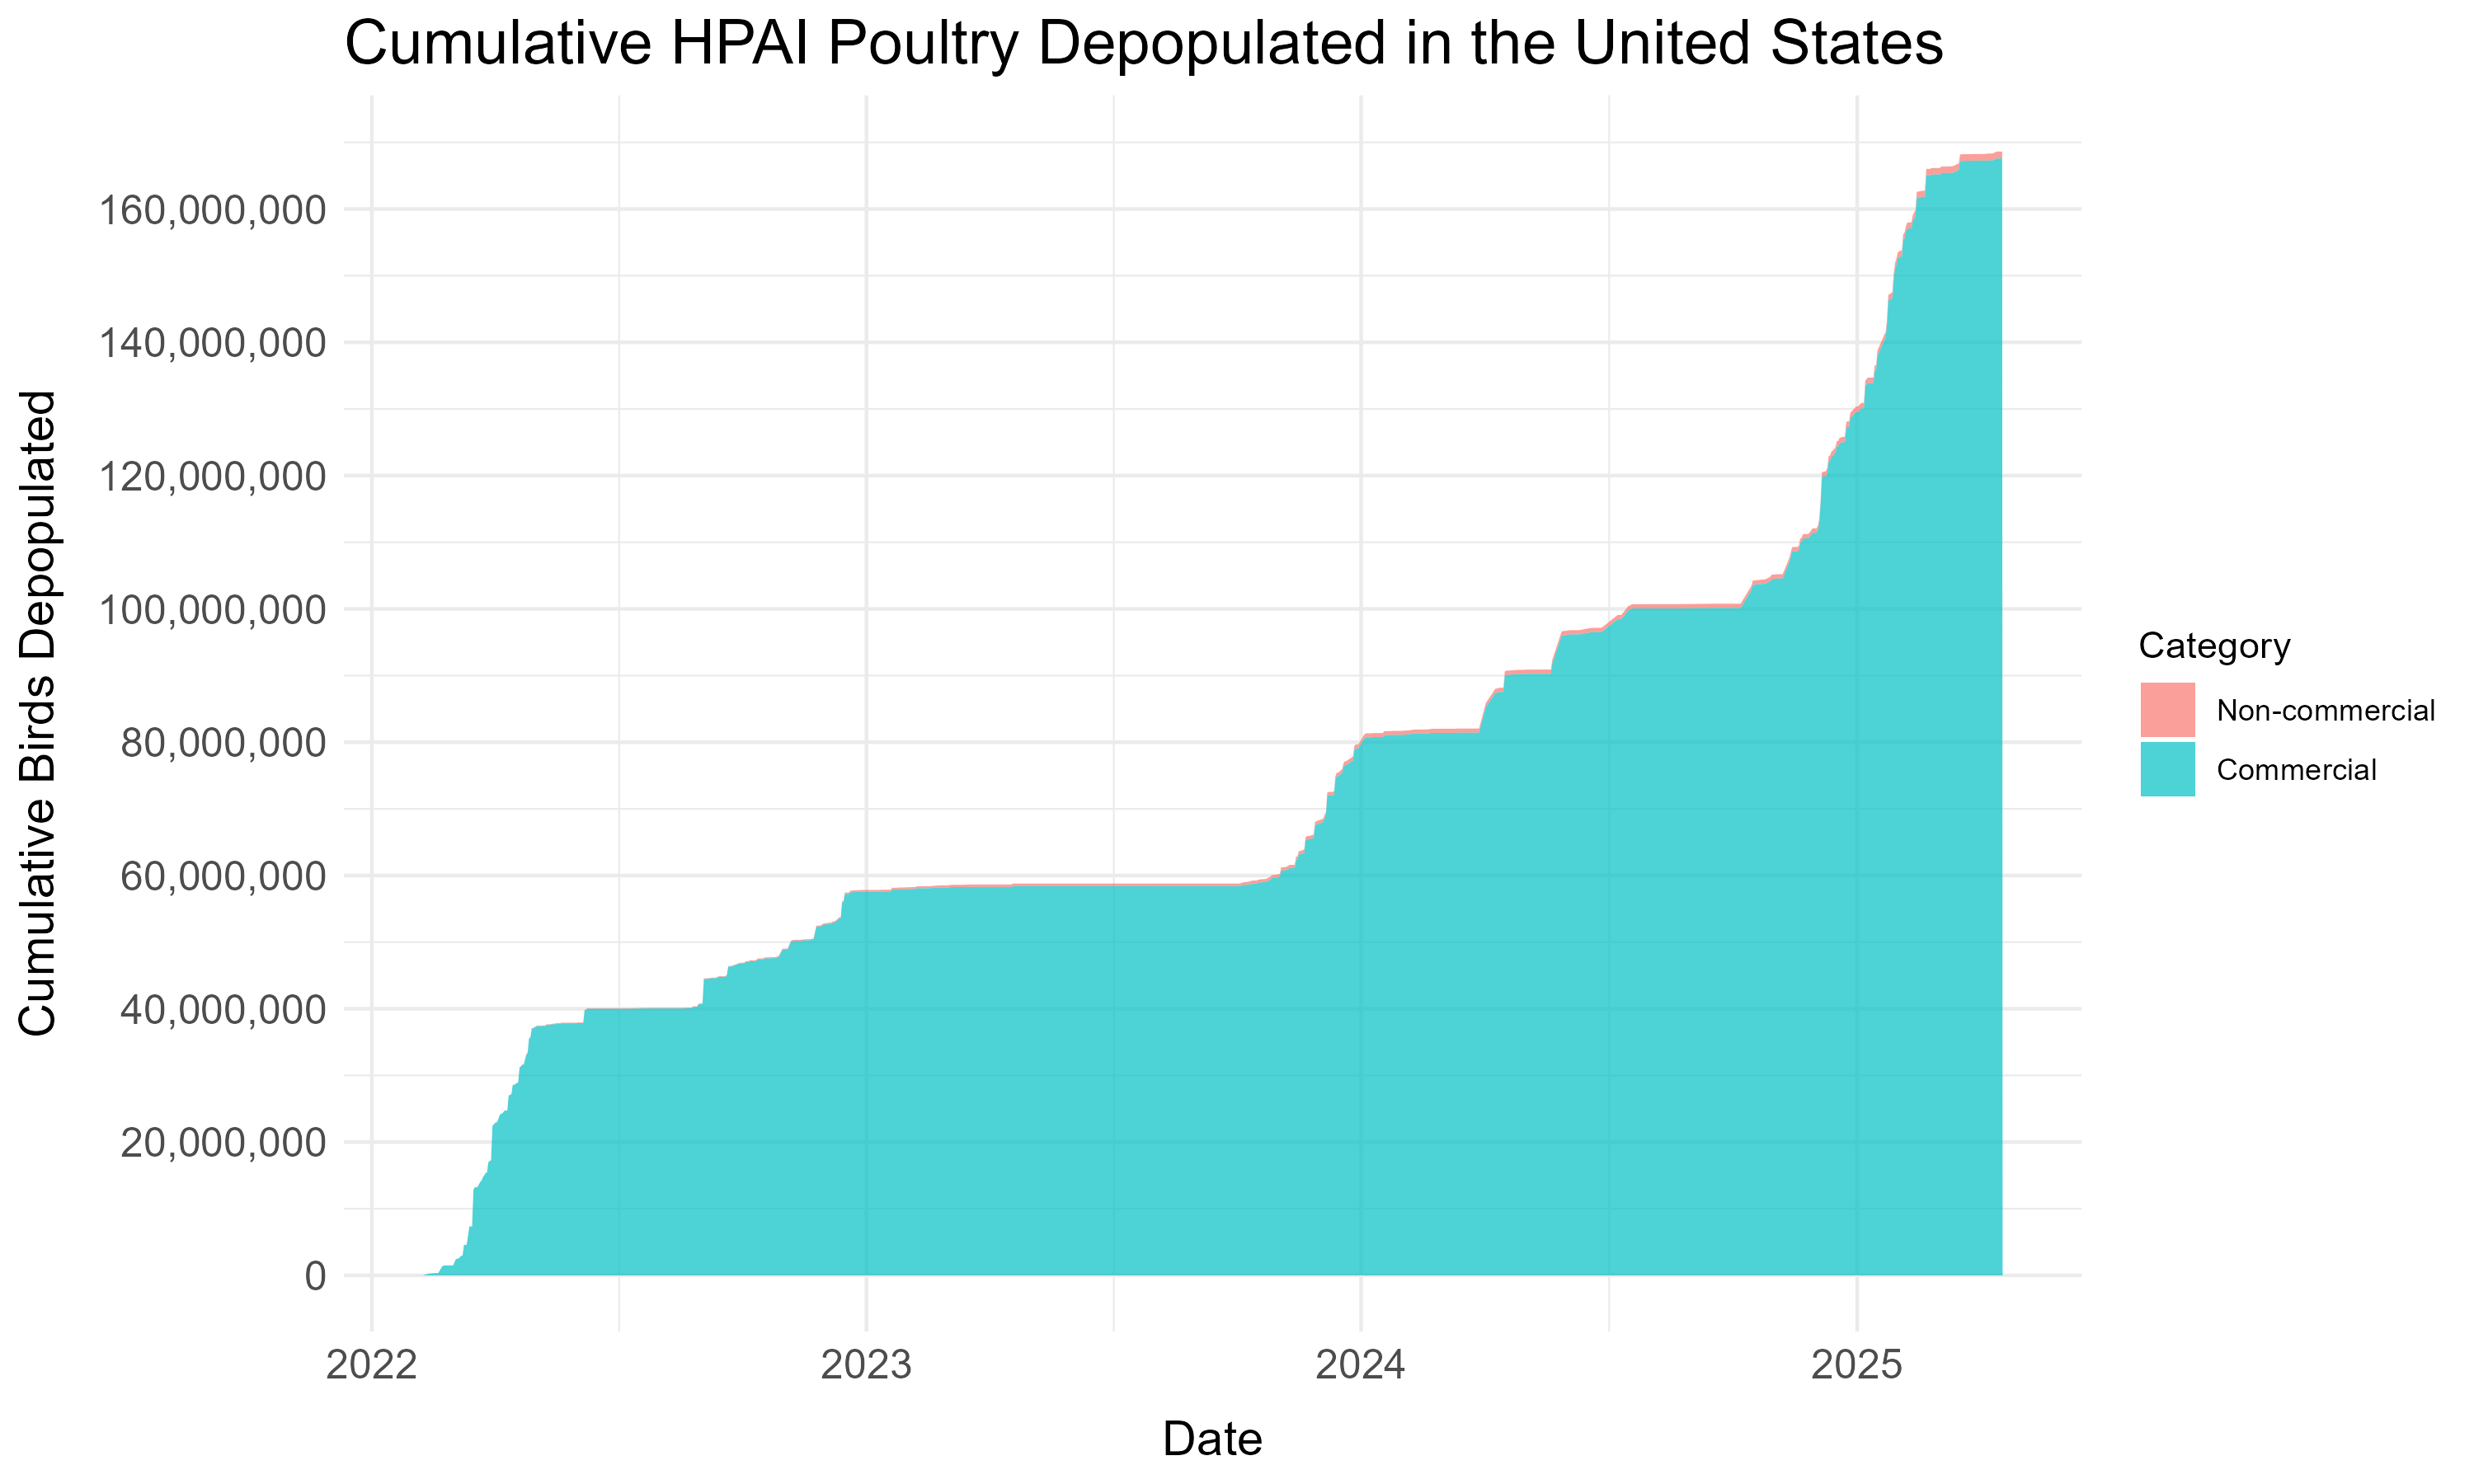 Cumulative HPAI Poultry Depopulated in the United States
Cumulative Birds Depopulated
160,000,000
140,000,000
120,000,000
100,000,000
80,000,000
60,000,000
40,000,000
20,000,000
0
2022
2023
2024
2025
Date
Category
Non-commercial
Commercial